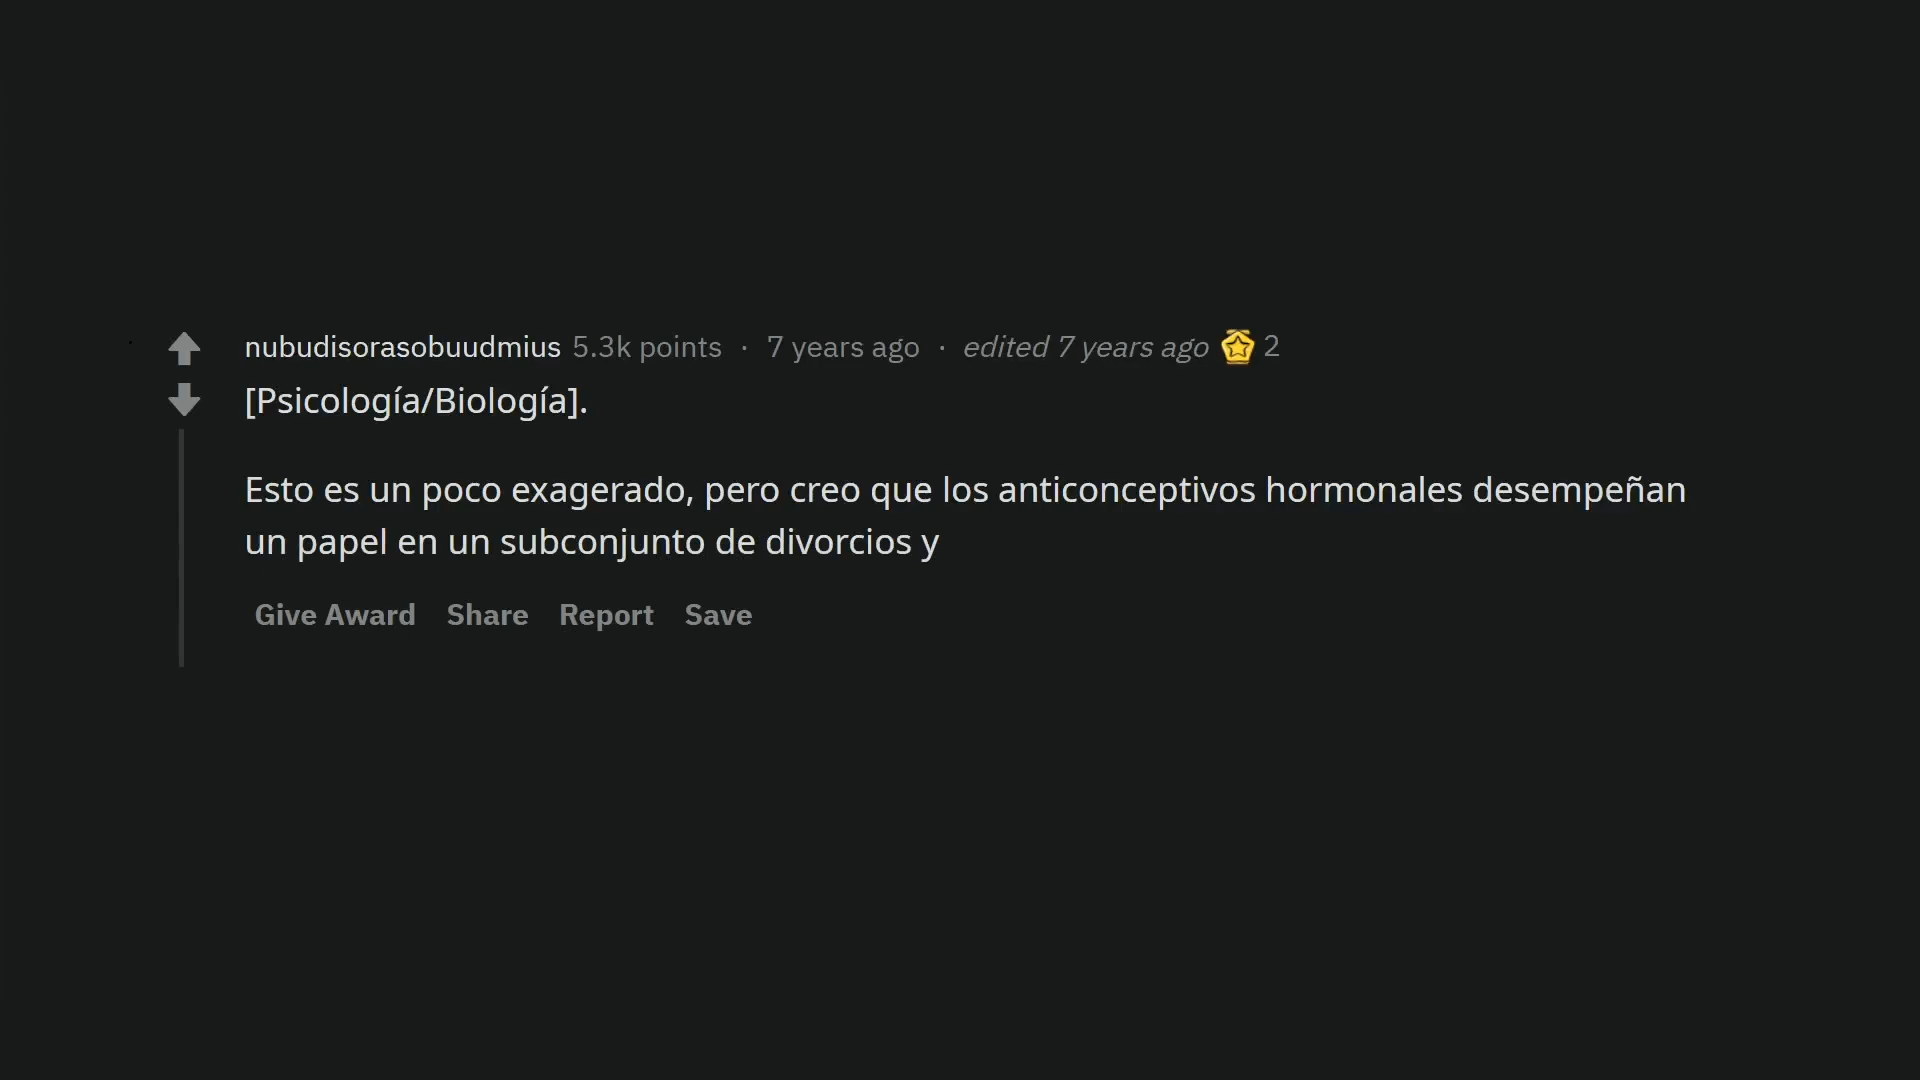 nubudisorasobuudmius 5.3k points · 7 years ago · edited 7 years ago 2
[Psicología/Biología].
Esto es un poco exagerado, pero creo que los anticonceptivos hormonales desempeñan
un papel en un subconjunto de divorcios y
Give Award Share Report Save